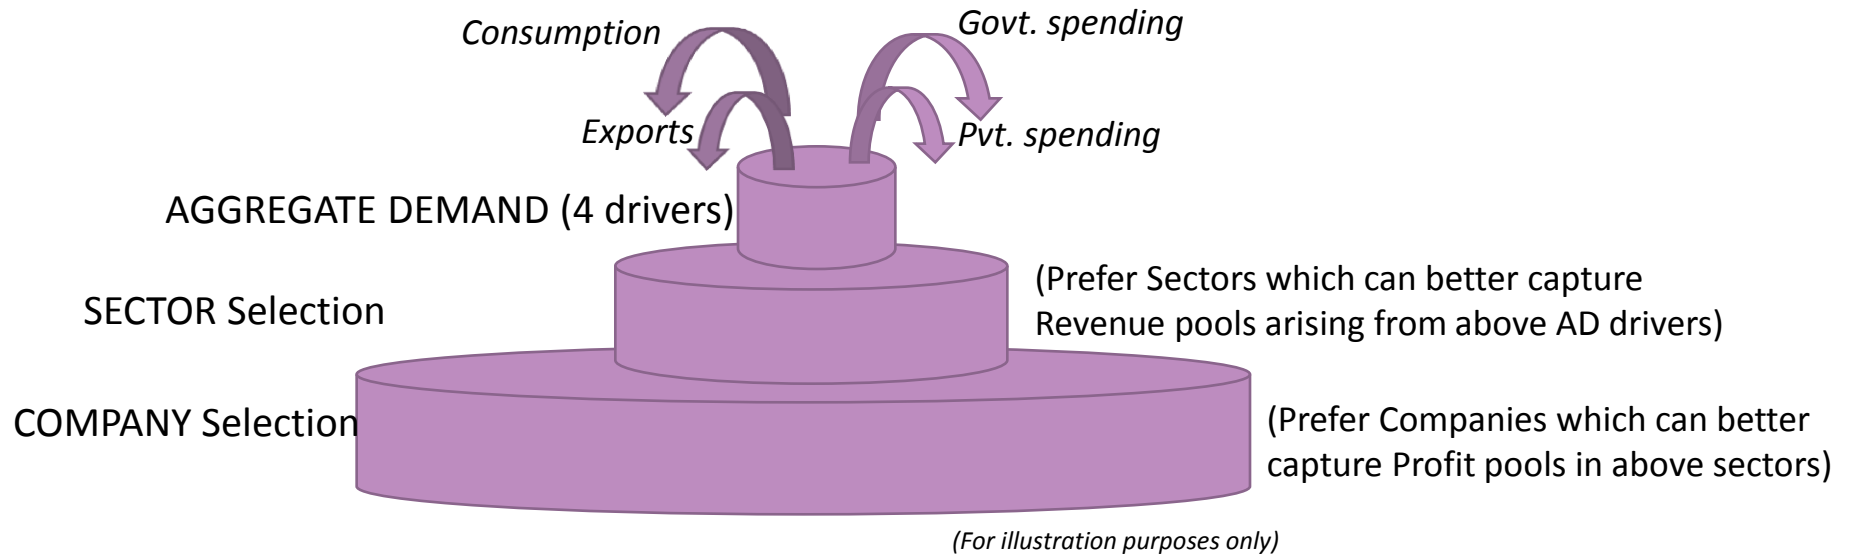 Consumption
Govt. spending
Exports
Pvt. spending
AGGREGATE DEMAND (4 drivers)
SECTOR Selection
(Prefer Sectors which can better capture
Revenue pools arising from above AD drivers)
COMPANY Selection
(Prefer Companies which can better
capture Profit pools in above sectors)
(For illustration purposes only)